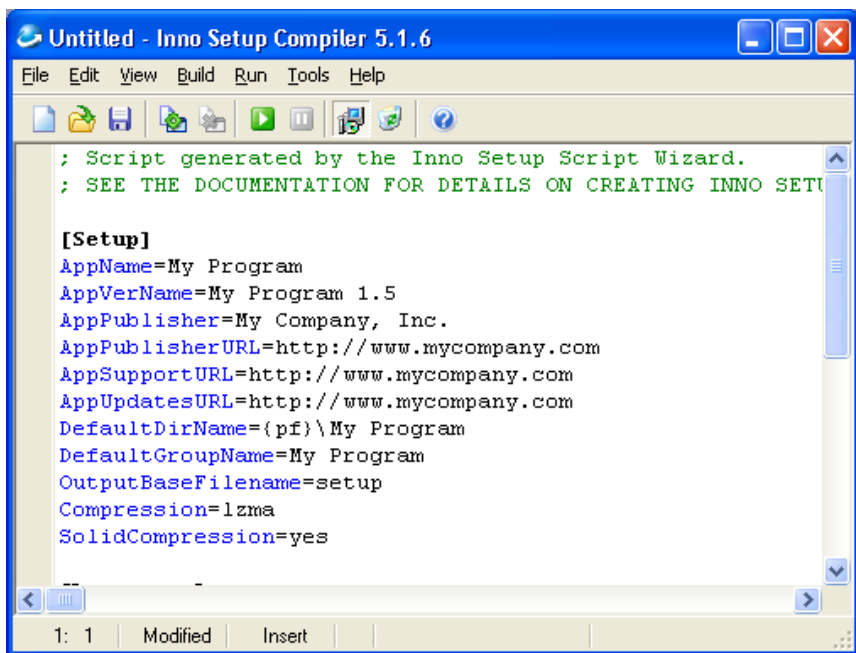 Untitled - Inno Setup Compiler 5.1.6
File Edit View Build Run Tools Help
; Script generated by the Inno Setup Script Wizard.
; SEE THE DOCUMENTATION FOR DETAILS ON CREATING INNO SETU
[Setup]
AppName=My Program
AppVerName=My Program 1.5
AppPublisher=My Company, Inc.
AppPublisherURL=http://www.mycompany.com
AppSupportURL=http://www.mycompany.com
AppUpdatesURL=http://www.mycompany.com
DefaultDirName={pf}\My Program
DefaultGroupName=My Program
OutputBaseFilename=setup
Compression=lzma
SolidCompression=yes
1: 1 Modified Insert